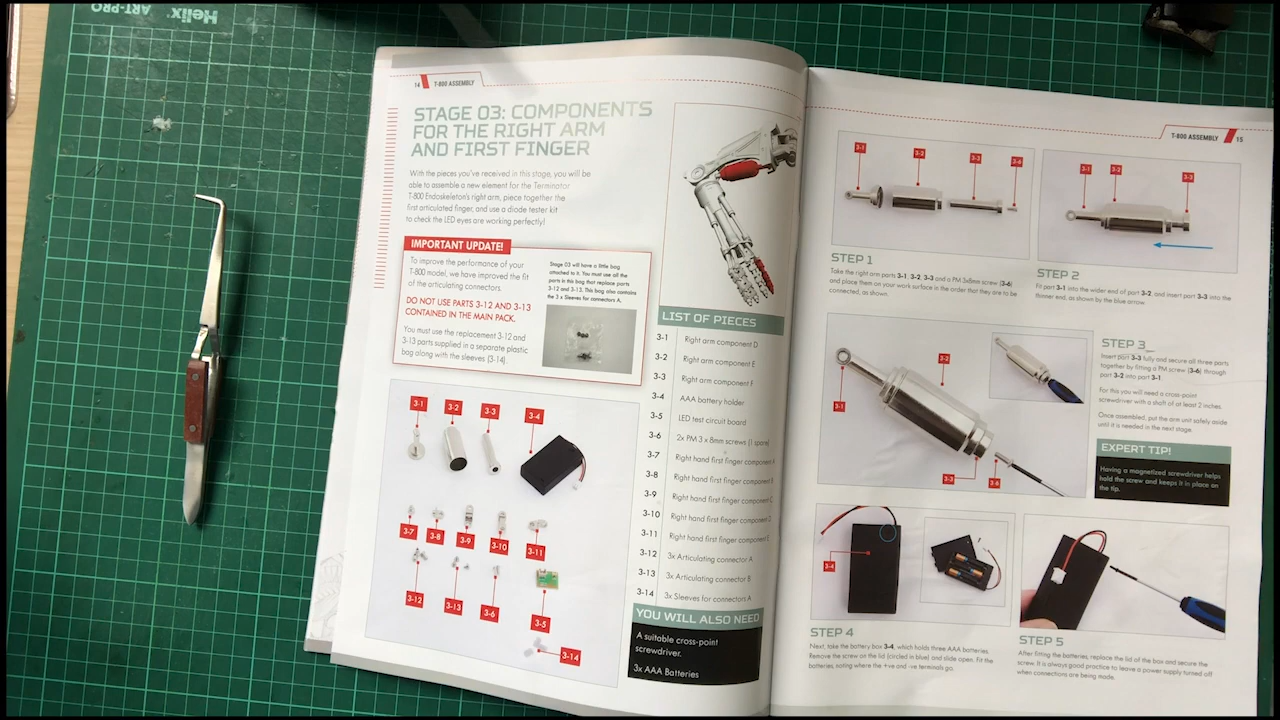 Helix
ART-PRO
14
T-800 ASSEMBLY
STAGE 03: COMPONENTS
FOR THE RIGHT ARM
AND FIRST FINGER
With the pieces you've received in this stage, you will be
able to assemble a new element for the Terminator
T-800 Endoskeleton's right arm, piece together the
first articulated finger, and use a diode tester kit
to check the LED eyes are working perfectly!
IMPORTANT UPDATE!
To improve the performance of your
T-800 model, we have improved the fit
of the articulating connectors.
DO NOT USE PARTS 3-12 AND 3-13
CONTAINED IN THE MAIN PACK.
You must use the replacement 3-12 and
3-13 parts supplied in a separate plastic
bag along with the sleeves (3-14).
Stage 03 will have a little bag
attached to it. You must use all the
parts in this bag that replace parts
3-12 and 3-13. This bag also contains
the 3 x Sleeves for connectors A.
3-1
3-2
3-3
3-4
3-7
3-8
3-9
3-10
3-11
3-12
3-13
3-6
3-5
3-14
LIST OF PIECES
3-1 Right arm component D
3-2 Right arm component E
3-3 Right arm component F
3-4 AAA battery holder
3-5 LED test circuit board
3-6 2x PM 3 x 8mm screws (1 spare)
3-7 Right hand first finger component A
3-8 Right hand first finger component B
3-9 Right hand first finger component C
3-10 Right hand first finger component D
3-11 Right hand first finger component E
3-12 3x Articulating connector A
3-13 3x Articulating connector B
3-14 3x Sleeves for connectors A
YOU WILL ALSO NEED
A suitable cross-point
screwdriver.
3x AAA Batteries
T-800 ASSEMBLY
15
3-1
3-2
3-3
3-6
STEP 1
Take the right arm parts 3-1, 3-2, 3-3 and a PM 3x8mm screw (3-6)
and place them on your work surface in the order that they are to be
connected, as shown.
3-1
3-2
3-3
STEP 2
Fit part 3-1 into the wider end of part 3-2, and insert part 3-3 into the
thinner end, as shown by the blue arrow.
3-1
3-2
3-3
3-6
STEP 3
Insert part 3-3 fully and secure all three parts
together by fitting a PM screw (3-6) through
part 3-2 into part 3-1.
For this you will need a cross-point
screwdriver with a shaft of at least 2 inches.
Once assembled, put the arm unit safely aside
until it is needed in the next stage.
EXPERT TIP!
Having a magnetized screwdriver helps
hold the screw and keeps it in place on
the tip.
3-4
STEP 4
Next, take the battery box 3-4, which holds three AAA batteries.
Remove the screw on the lid (circled in blue) and slide open. Fit the
batteries, noting where the +ve and -ve terminals go.
STEP 5
After fitting the batteries, replace the lid of the box and secure the
screw. It is always good practice to leave a power supply turned off
when connections are being made.